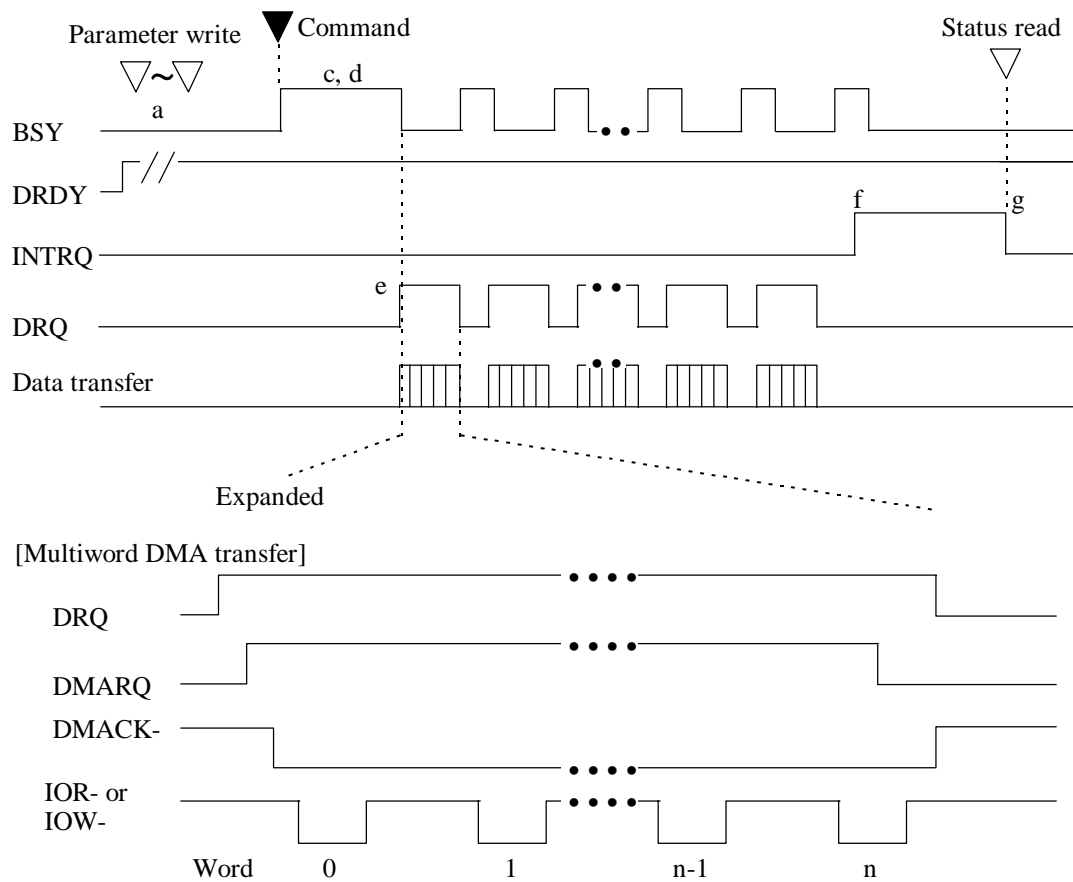 Parameter write
Command
Status read
a
c, d
BSY
DRDY
f
g
INTRQ
e
DRQ
Data transfer
Expanded
[Multiword DMA transfer]
DRQ
DMARQ
DMACK-
IOR- or
IOW-
Word 0 1 n-1 n